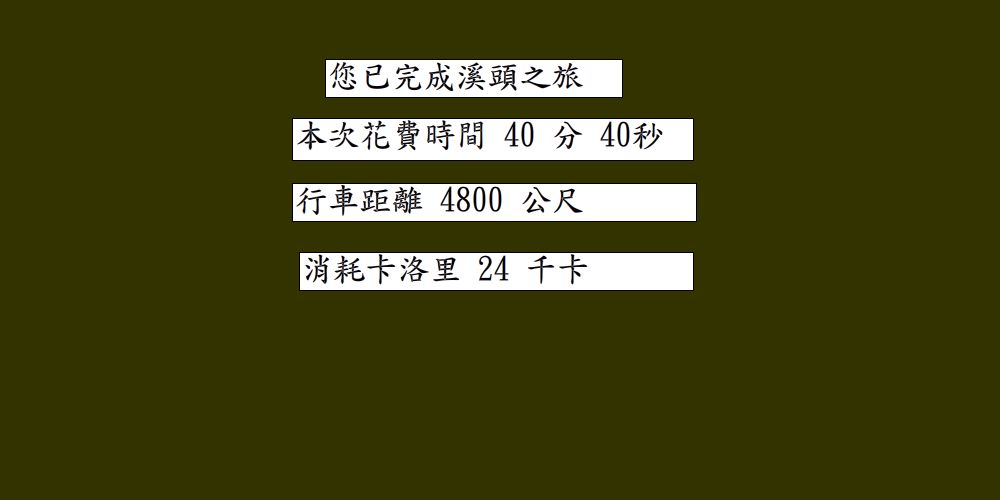 您已完成溪頭之旅
本次花費時間 40 分 40秒
行車距離 4800 公尺
消耗卡洛里 24 千卡